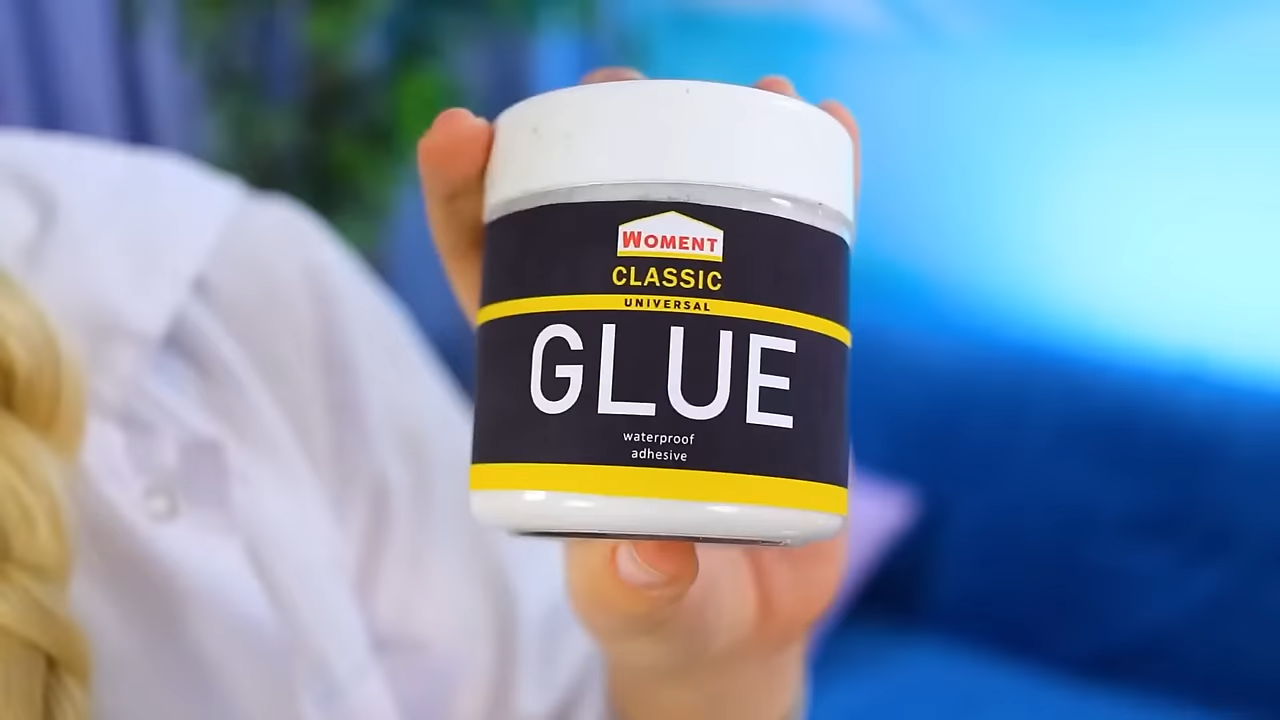 WOMENT
CLASSIC
UNIVERSAL
GLUE
waterproof
adhesive